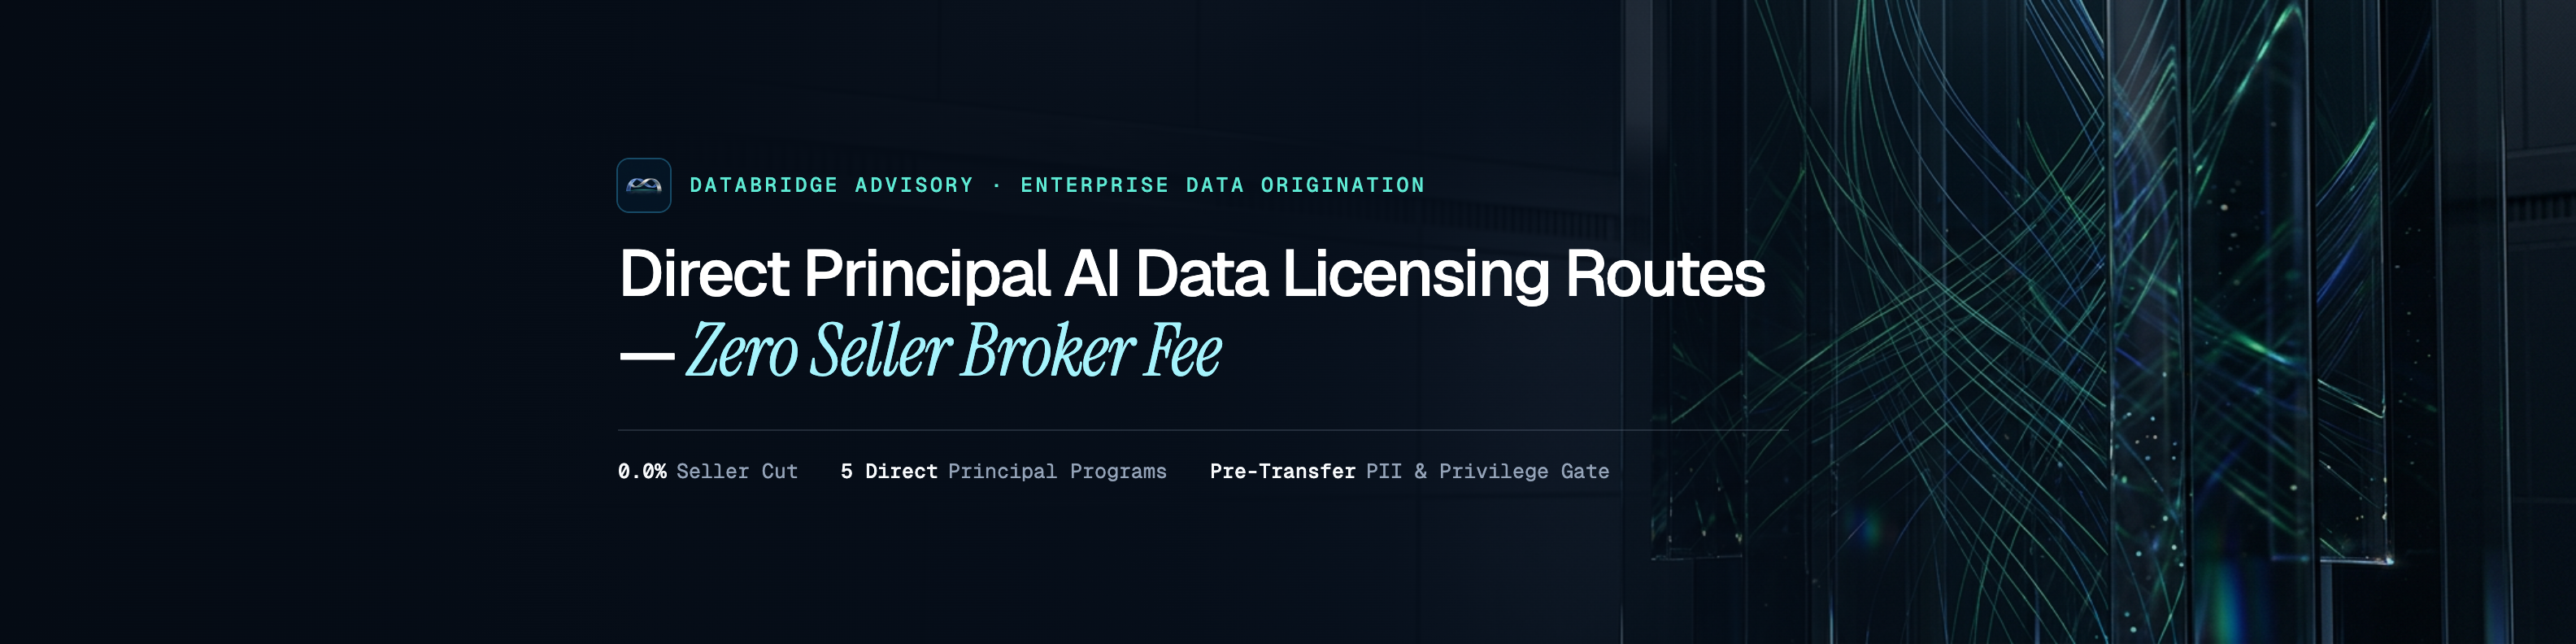 DATABRIDGE ADVISORY · ENTERPRISE DATA ORIGINATION
Direct Principal AI Data Licensing Routes
— Zero Seller Broker Fee
0.0% Seller Cut 5 Direct Principal Programs Pre-Transfer PII & Privilege Gate